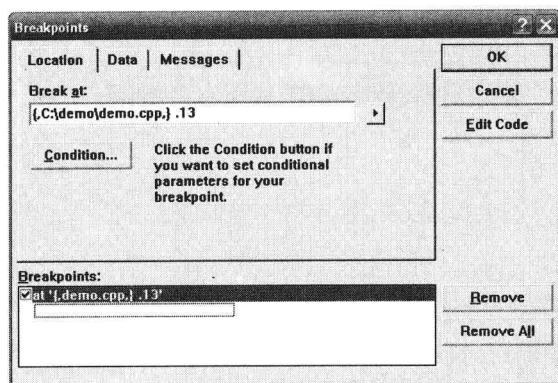 Breakpoints
Location Data Messages
Break at:
{,C:\demo\demo.cpp,} .13
Condition...
Click the Condition button if
you want to set conditional
parameters for your
breakpoint.
OK
Cancel
Edit Code
Breakpoints:
at '{,demo.cpp,} .13'
Remove
Remove All